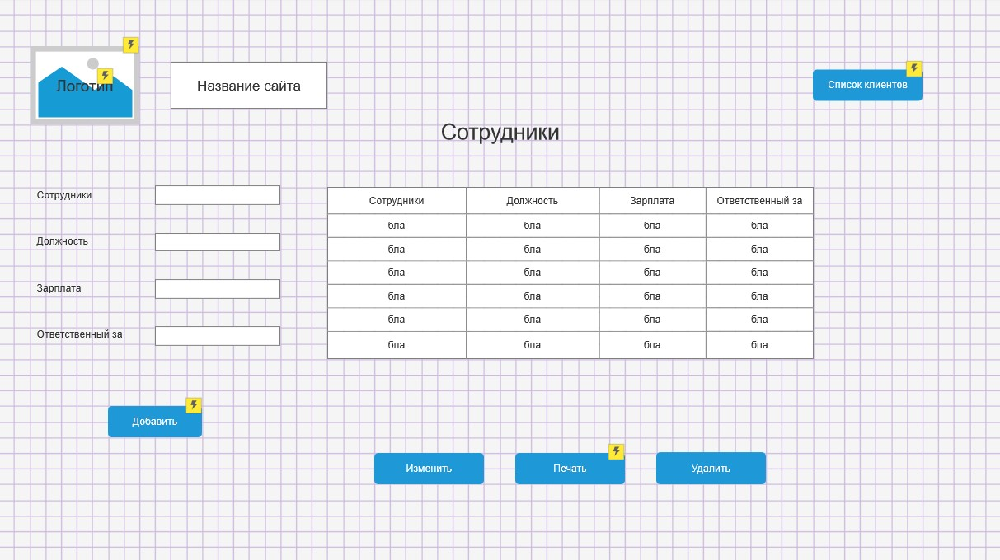 Логотип
Название сайта
Список клиентов
Сотрудники
Сотрудники
Должность
Зарплата
Ответственный за
Сотрудники Должность Зарплата Ответственный за
бла бла бла бла
бла бла бла бла
бла бла бла бла
бла бла бла бла
бла бла бла бла
бла бла бла бла
Добавить
Изменить Печать Удалить